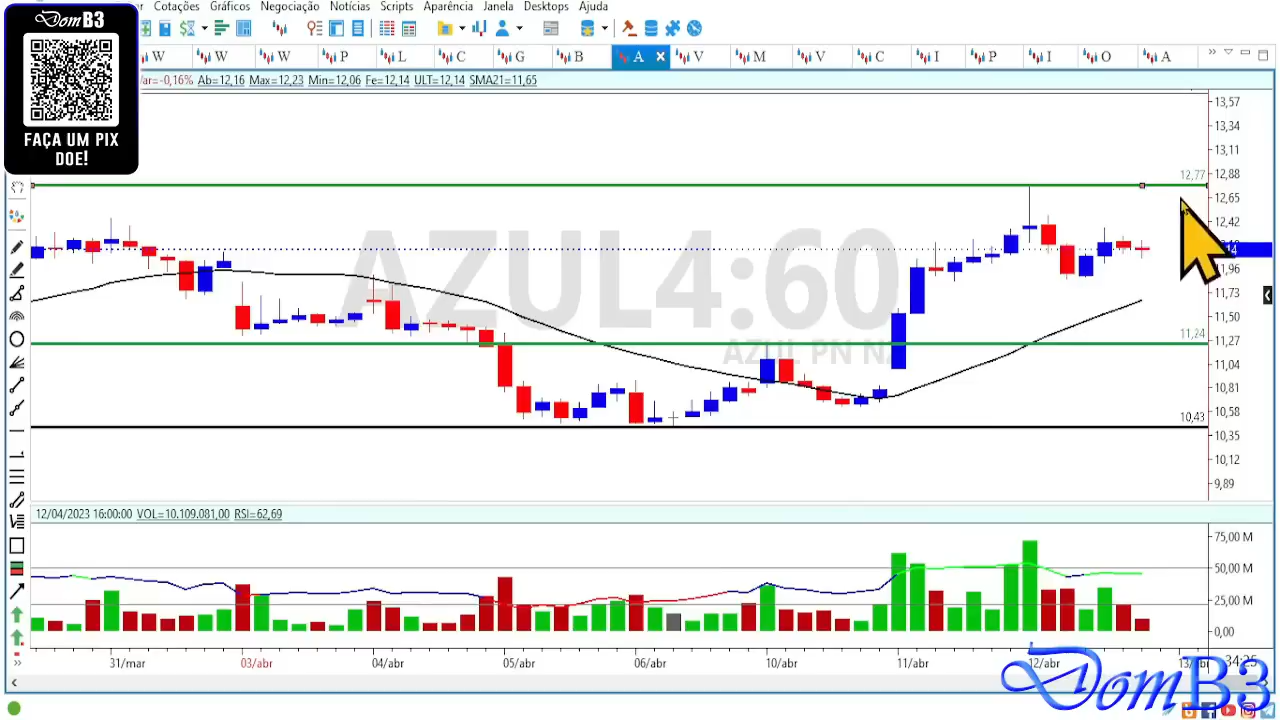 DomB3
FAÇA UM PIX
DOE!
Cotações Gráficos Negociação Notícias Scripts Aparência Janela Desktops Ajuda
W W W P L C G B A V M V C I P I O A
Var=-0,16% Ab=12,16 Max=12,23 Min=12,06 Fe=12,14 ULT=12,14 SMA21=11,65
13,57
13,34
13,11
12,88
12,77
12,65
12,42
11,96
11,73
11,50
11,24
11,27
11,04
10,81
10,58
10,43
10,35
10,12
9,89
AZUL4:60
AZUL PN N2
12/04/2023 16:00:00 VOL=10.109.081,00 RSI=62,69
75,00 M
50,00 M
25,00 M
0,00
31/mar 03/abr 04/abr 05/abr 06/abr 10/abr 11/abr 12/abr 13/abr
34:25
DomB3